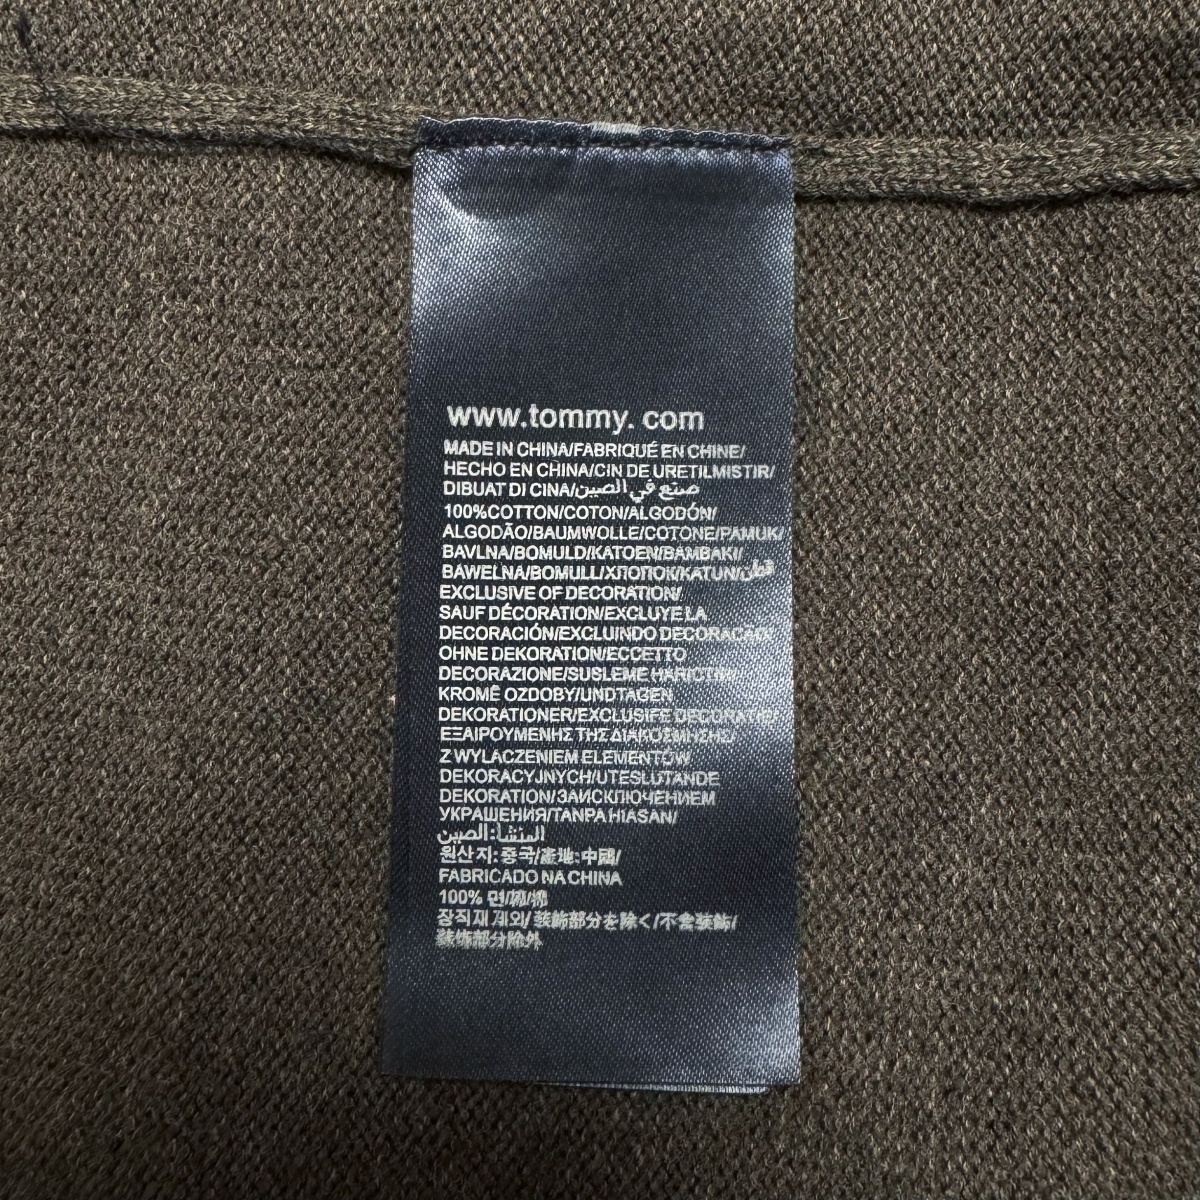 www.tommy. com
MADE IN CHINA/FABRIQUÉ EN CHINE/
HECHO EN CHINA/CIN DE URETILMISTIR/
DIBUAT DI CINA/صنع في الصين
100%COTTON/COTON/ALGODÓN/
ALGODÃO/BAUMWOLLE/COTONE/PAMUK/
BAVLNA/BOMULD/KATOEN/BAMBAKI/
BAWELNA/BOMULL/ХЛОПОК/KATUN/قطن
EXCLUSIVE OF DECORATION/
SAUF DÉCORATION/EXCLUYE LA
DECORACIÓN/EXCLUINDO DECORAÇÃO/
OHNE DEKORATION/ECCETTO
DECORAZIONE/SUSLEME HARICTIR/
KROMĚ OZDOBY/UNDTAGEN
DEKORATIONER/EXCLUSIFE DECORATIE/
ΕΞΑΙΡΟΥΜΕΝΗΣ ΤΗΣ ΔΙΑΚΟΣΜΗΣΗΣ/
Z WYLACZENIEM ELEMENTÓW
DEKORACYJNYCH/UTESLUTANDE
DEKORATION/ЗАИСКЛЮЧЕНИЕМ
УКРАШЕНИЯ/TANPA HIASAN/
المنشأ: الصين
원산지: 중국/產地:中國/
FABRICADO NA CHINA
100% 면/綿/棉
장식제외/ 装飾部分を除く/不含装飾/
装饰部分除外